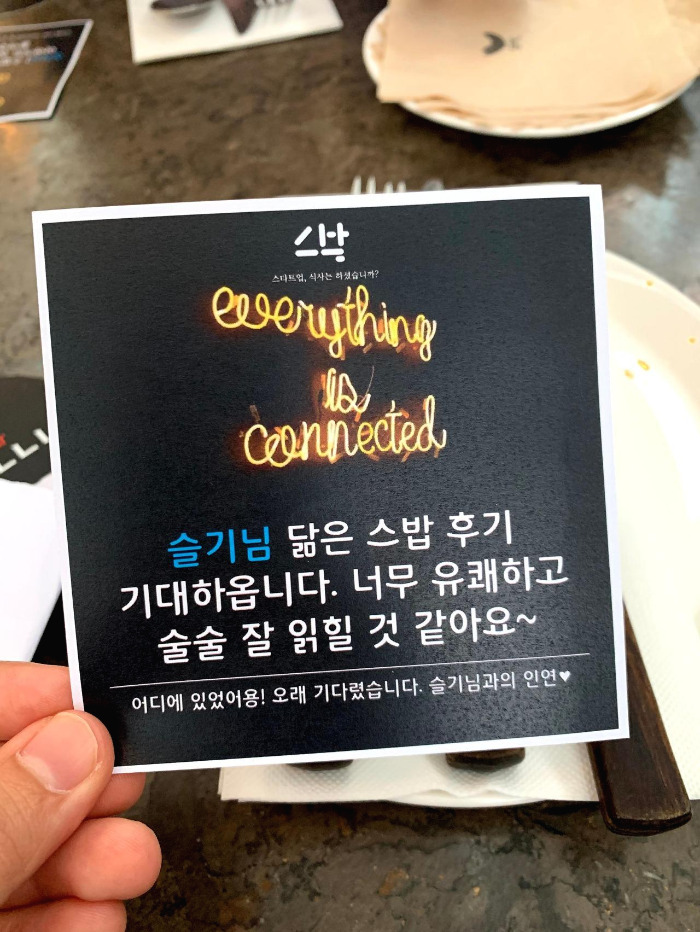 스밥
스타트업, 식사는 하셨습니까?
everything
is
connected
슬기님 닮은 스밥 후기
기대하옵니다. 너무 유쾌하고
술술 잘 읽힐 것 같아요~
어디에 있었어용! 오래 기다렸습니다. 슬기님과의 인연♥